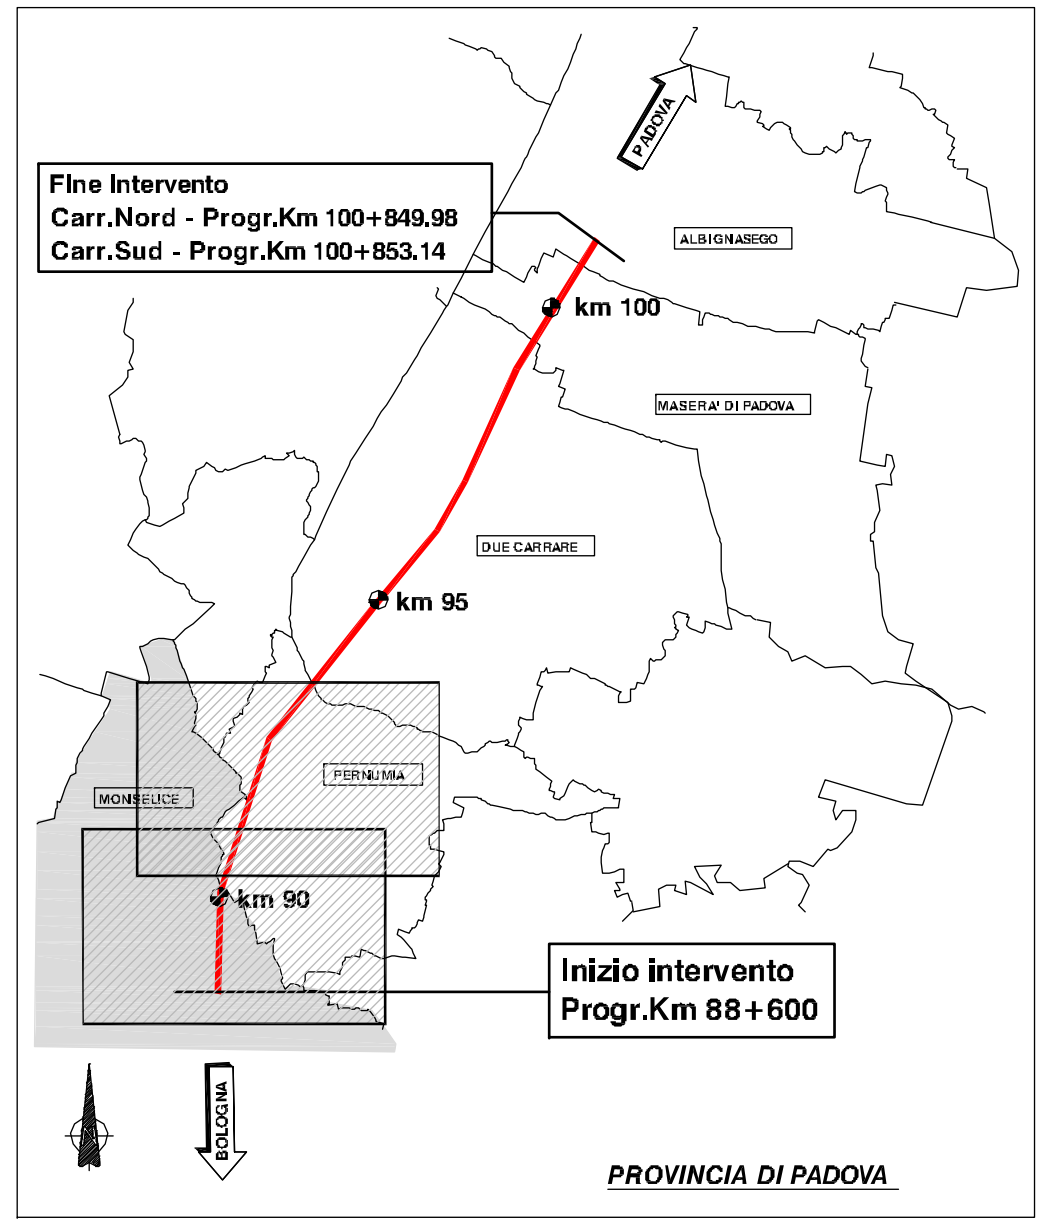 PADOVA
FIne Intervento
Carr.Nord - Progr.Km 100+849.98
Carr.Sud - Progr.Km 100+853.14
ALBIGNASEGO
km 100
MASERA' DI PADOVA
DUE CARRARE
km 95
PERNUMIA
MONSELICE
km 90
Inizio intervento
Progr.Km 88+600
BOLOGNA
N
PROVINCIA DI PADOVA